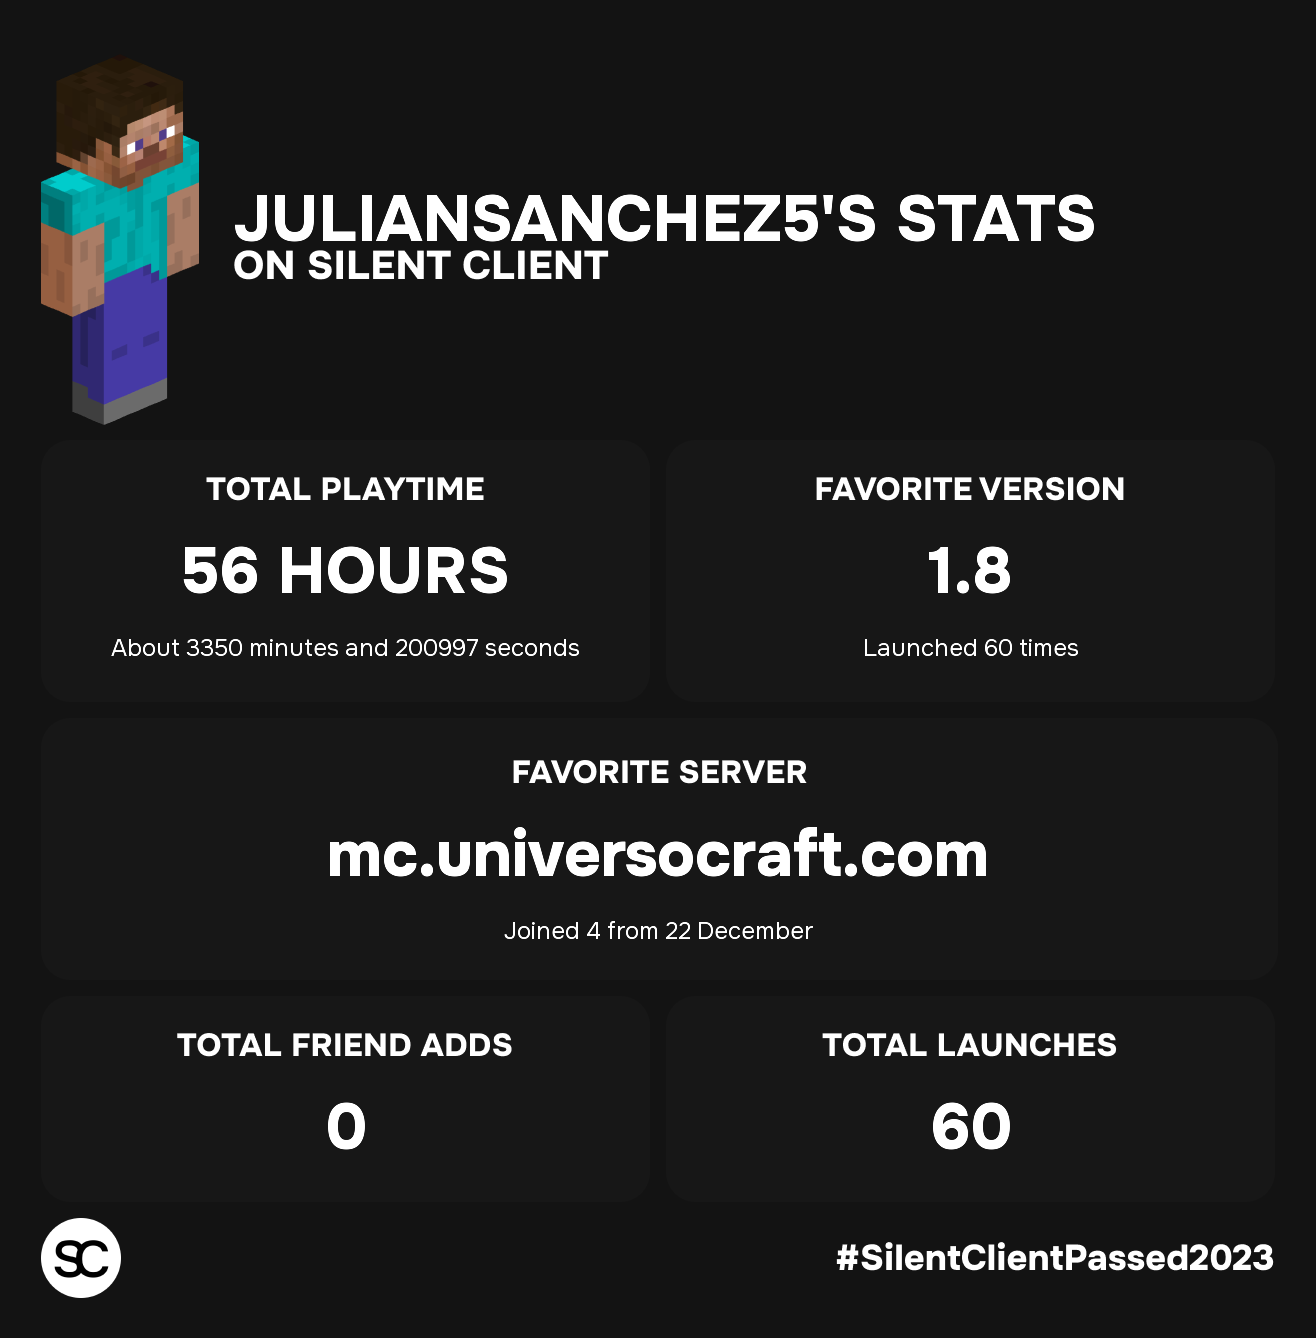 JULIANSANCHEZ5'S STATS
ON SILENT CLIENT
TOTAL PLAYTIME
56 HOURS
About 3350 minutes and 200997 seconds
FAVORITE VERSION
1.8
Launched 60 times
FAVORITE SERVER
mc.universocraft.com
Joined 4 from 22 December
TOTAL FRIEND ADDS
0
TOTAL LAUNCHES
60
SC
#SilentClientPassed2023